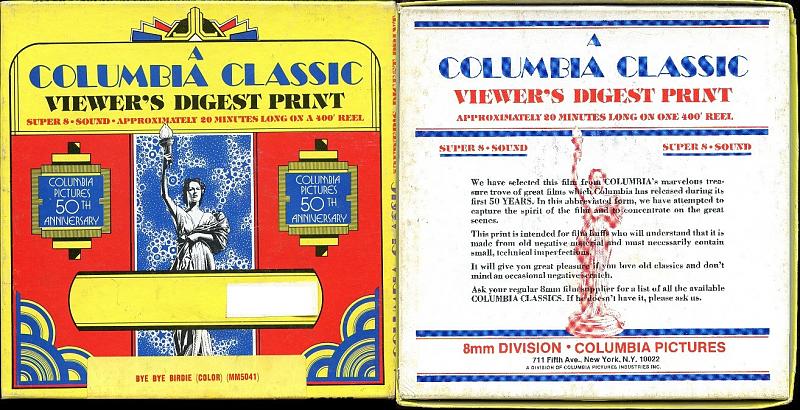 A
COLUMBIA CLASSIC
VIEWER'S DIGEST PRINT
SUPER 8 • SOUND • APPROXIMATELY 20 MINUTES LONG ON A 400' REEL
COLUMBIA
PICTURES
50TH
ANNIVERSARY
COLUMBIA
PICTURES
50TH
ANNIVERSARY
BYE BYE BIRDIE (COLOR) (MM5041)
A
COLUMBIA CLASSIC
VIEWER'S DIGEST PRINT
APPROXIMATELY 20 MINUTES LONG ON ONE 400' REEL
SUPER 8 • SOUND
SUPER 8 • SOUND
We have selected this film from COLUMBIA's marvelous trea-
sure trove of great films which Columbia has released during its
first 50 YEARS. In this abbreviated form, we have attempted to
capture the spirit of the film and to concentrate on the great
scenes.
This print is intended for film buffs who will understand that it is
made from old negative material and must necessarily contain
small, technical imperfections.
It will give you great pleasure if you love old classics and don't
mind an occasional negative scratch.
Ask your regular 8mm film supplier for a list of all the available
COLUMBIA CLASSICS. If he doesn't have it, please ask us.
8mm DIVISION • COLUMBIA PICTURES
711 Fifth Ave., New York, N.Y. 10022
A DIVISION OF COLUMBIA PICTURES INDUSTRIES INC.